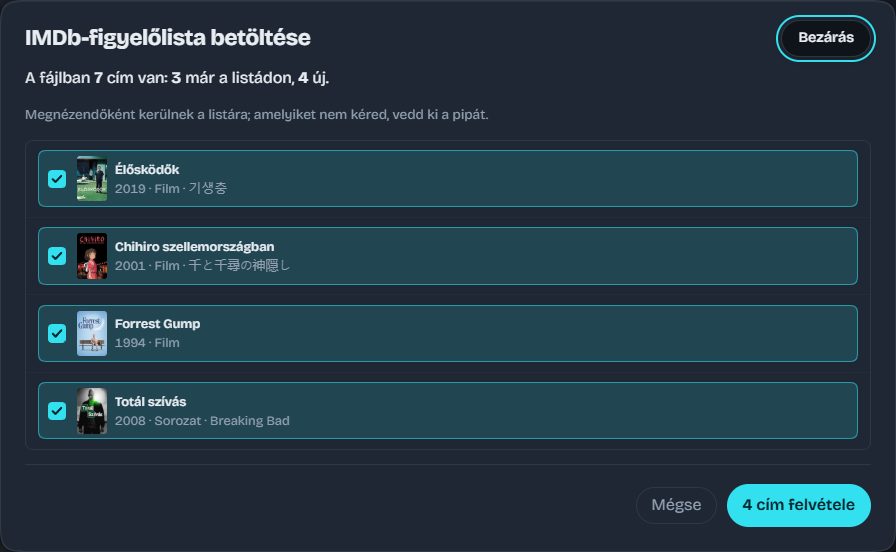 IMDb-figyelőlista betöltése
Bezárás
A fájlban 7 cím van: 3 már a listádon, 4 új.
Megnézendőként kerülnek a listára; amelyiket nem kéred, vedd ki a pipát.
Élősködők
2019 · Film · 기생충
Chihiro szellemországban
2001 · Film · 千と千尋の神隠し
Forrest Gump
1994 · Film
Totál szívás
2008 · Sorozat · Breaking Bad
Mégse
4 cím felvétele